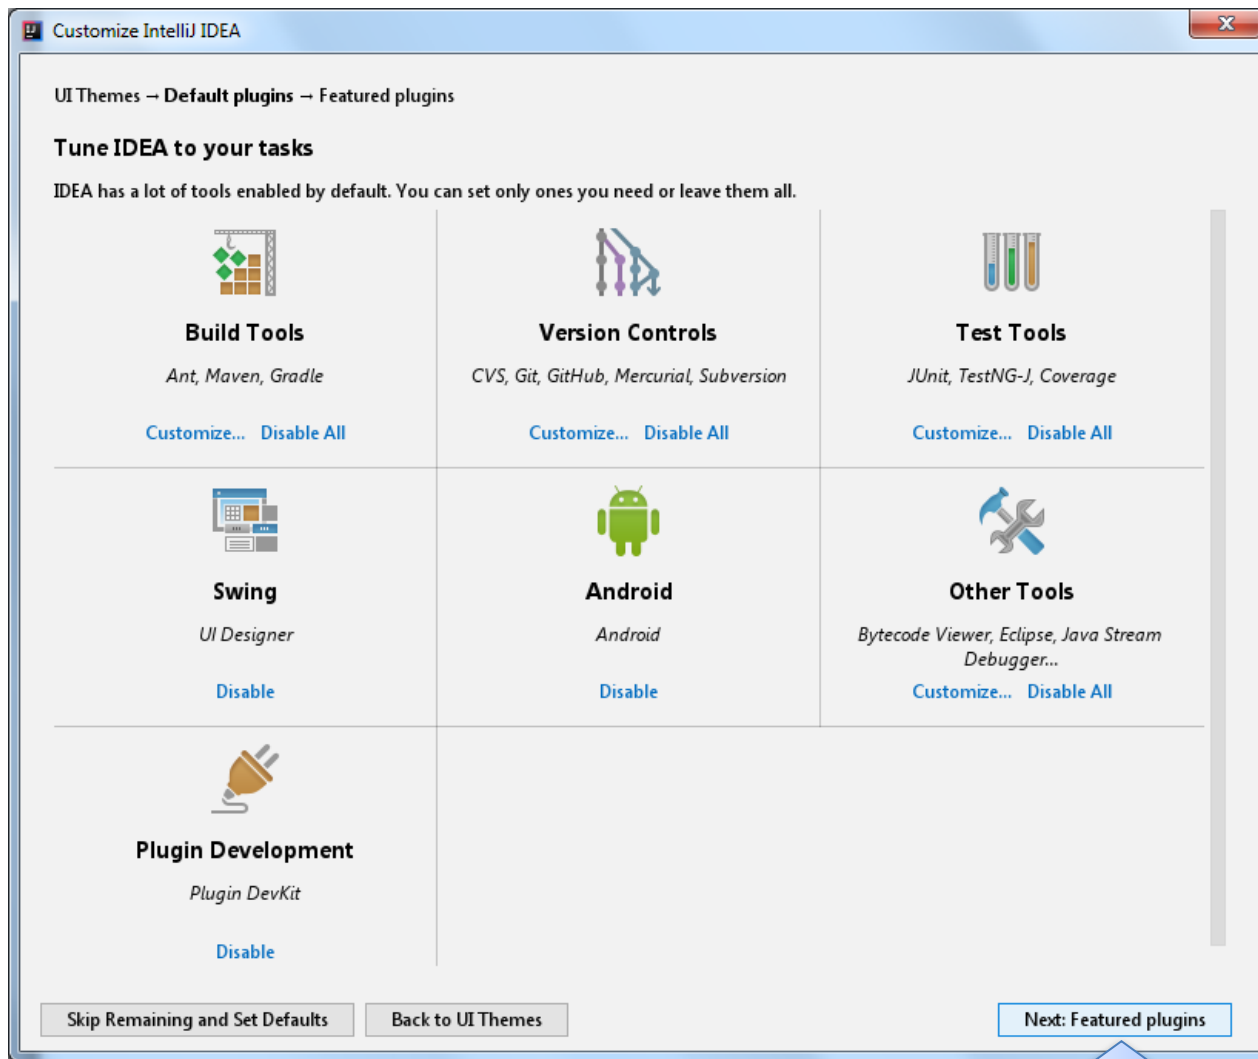 Customize IntelliJ IDEA
UI Themes → Default plugins → Featured plugins
Tune IDEA to your tasks
IDEA has a lot of tools enabled by default. You can set only ones you need or leave them all.
Build Tools
Ant, Maven, Gradle
Customize... Disable All
Version Controls
CVS, Git, GitHub, Mercurial, Subversion
Customize... Disable All
Test Tools
JUnit, TestNG-J, Coverage
Customize... Disable All
Swing
UI Designer
Disable
Android
Android
Disable
Other Tools
Bytecode Viewer, Eclipse, Java Stream
Debugger...
Customize... Disable All
Plugin Development
Plugin DevKit
Disable
Skip Remaining and Set Defaults
Back to UI Themes
Next: Featured plugins